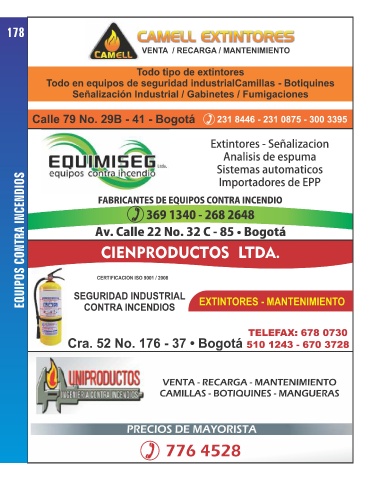 178
EQUIPOS CONTRA INCENDIOS
CAMELL
CAMELL EXTINTORES
VENTA / RECARGA / MANTENIMIENTO
Todo tipo de extintores
Todo en equipos de seguridad industrialCamillas - Botiquines
Señalización Industrial / Gabinetes / Fumigaciones
Calle 79 No. 29B - 41 - Bogotá 231 8446 - 231 0875 - 300 3395
EQUIMISEG Ltda.
equipos contra incendio
Extintores - Señalizacion
Analisis de espuma
Sistemas automaticos
Importadores de EPP
FABRICANTES DE EQUIPOS CONTRA INCENDIO
369 1340 - 268 2648
Av. Calle 22 No. 32 C - 85 • Bogotá
CIENPRODUCTOS LTDA.
CERTIFICACION ISO 9001 / 2008
SEGURIDAD INDUSTRIAL
CONTRA INCENDIOS
EXTINTORES - MANTENIMIENTO
TELEFAX: 678 0730
Cra. 52 No. 176 - 37 • Bogotá 510 1243 - 670 3728
UNIPRODUCTOS
INGENIERIA CONTRA INCENDIOS
VENTA - RECARGA - MANTENIMIENTO
CAMILLAS - BOTIQUINES - MANGUERAS
PRECIOS DE MAYORISTA
776 4528